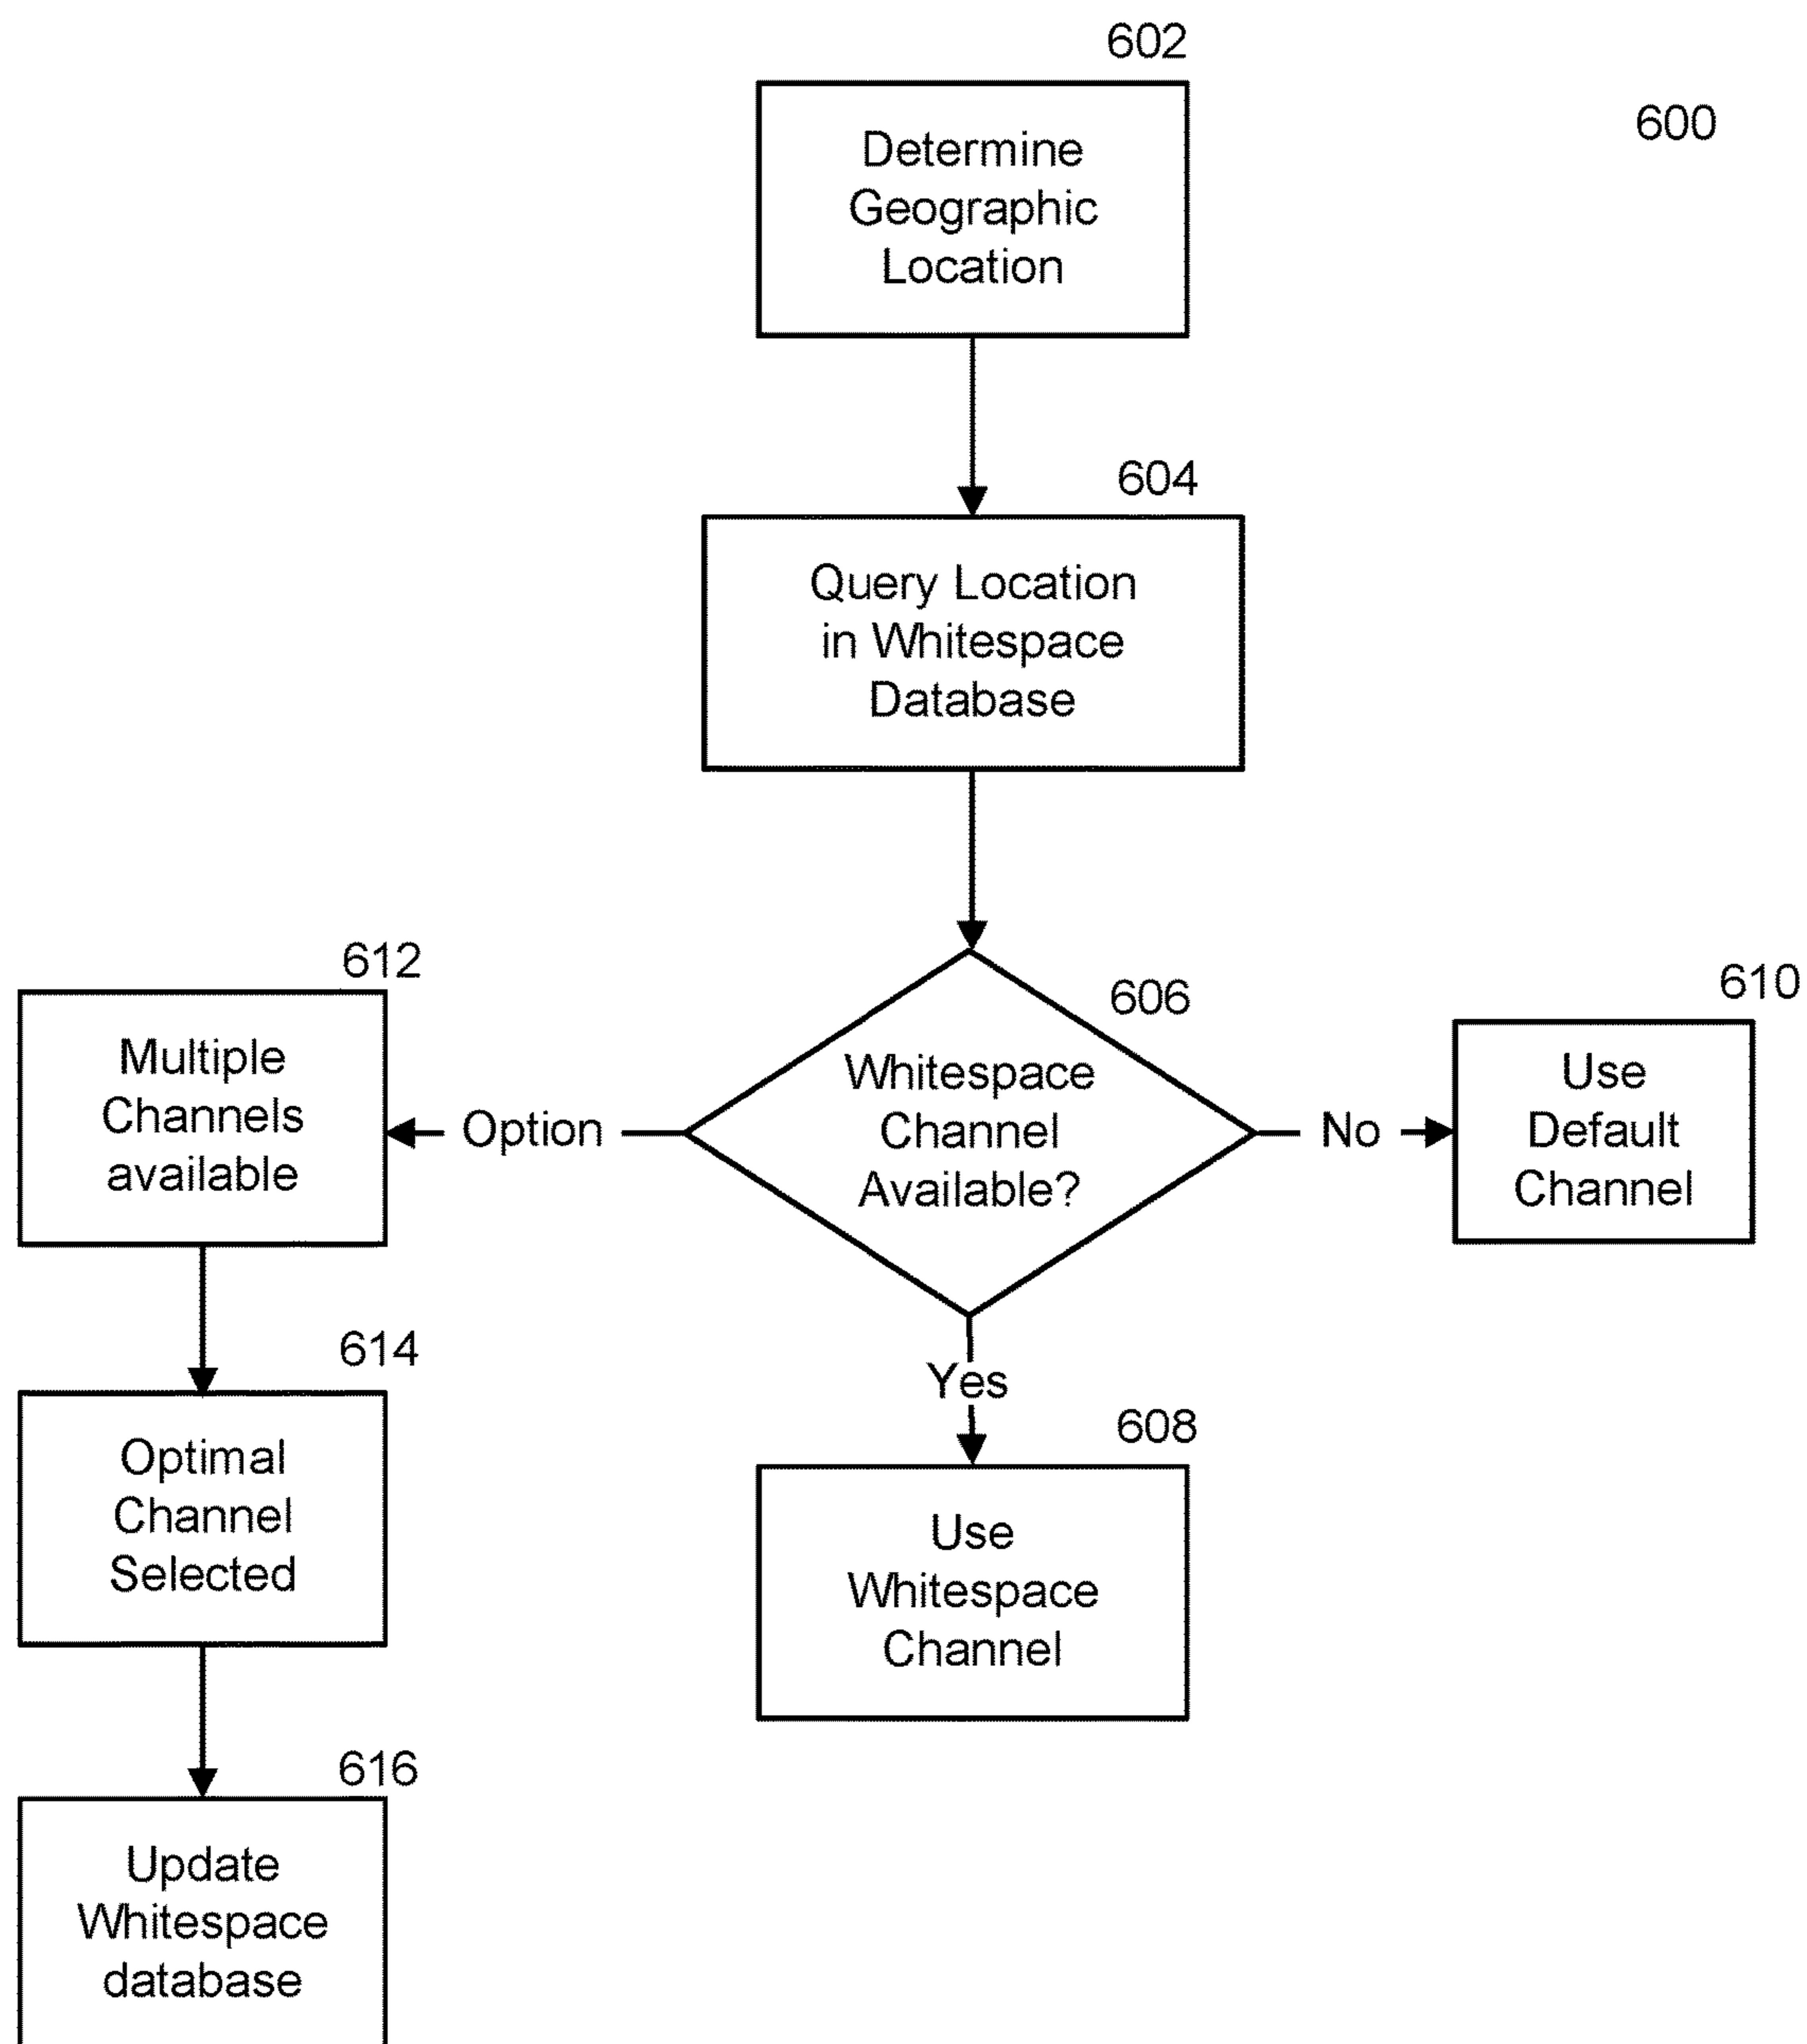 602
600
Determine
Geographic
Location
604
Query Location
in Whitespace
Database
612
606
610
Multiple
Channels
available
Option
Whitespace
Channel
Available?
No
Use
Default
Channel
614
Yes
608
Optimal
Channel
Selected
Use
Whitespace
Channel
616
Update
Whitespace
database